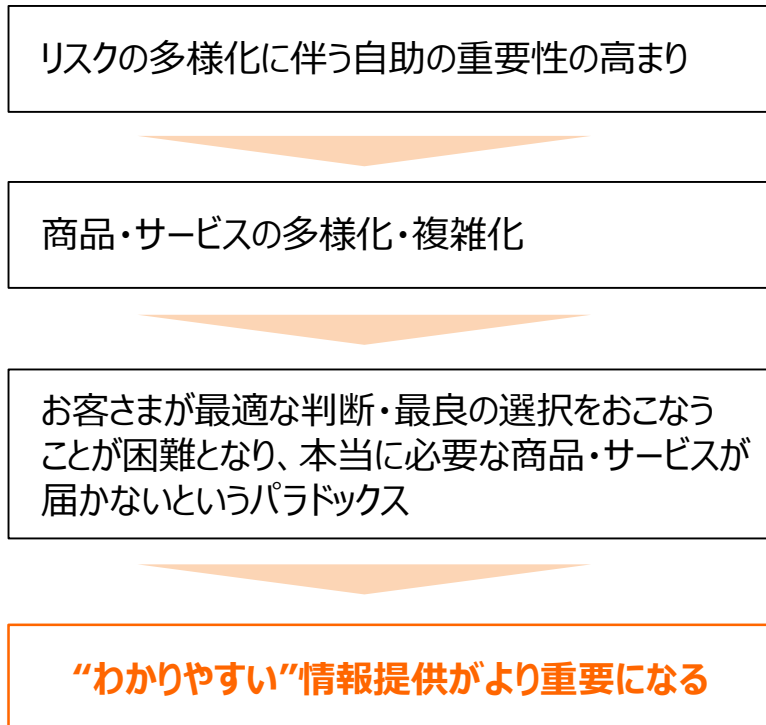 リスクの多様化に伴う自助の重要性の高まり
商品・サービスの多様化・複雑化
お客さまが最適な判断・最良の選択をおこなう
ことが困難となり、本当に必要な商品・サービスが
届かないというパラドックス
“わかりやすい”情報提供がより重要になる